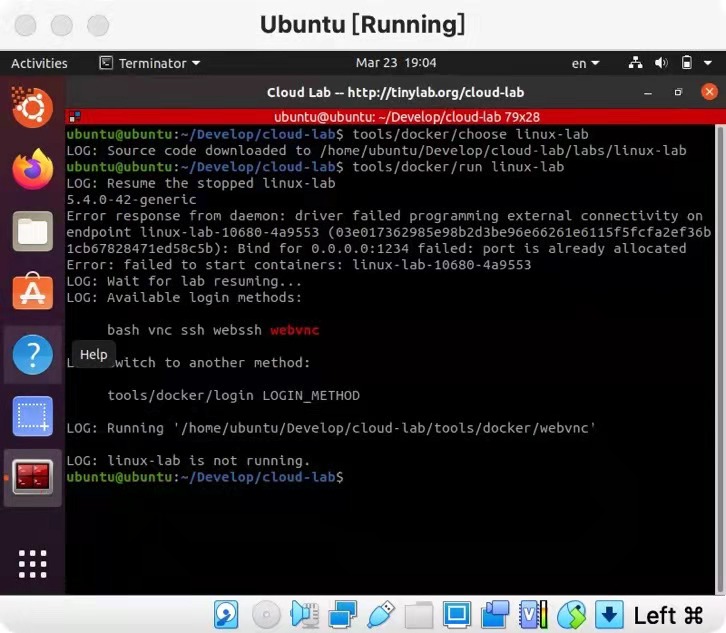 Ubuntu [Running]
Activities Terminator Mar 23 19:04 en
Cloud Lab -- http://tinylab.org/cloud-lab
ubuntu@ubuntu: ~/Develop/cloud-lab 79x28
ubuntu@ubuntu:~/Develop/cloud-lab$ tools/docker/choose linux-lab
LOG: Source code downloaded to /home/ubuntu/Develop/cloud-lab/labs/linux-lab
ubuntu@ubuntu:~/Develop/cloud-lab$ tools/docker/run linux-lab
LOG: Resume the stopped linux-lab
5.4.0-42-generic
Error response from daemon: driver failed programming external connectivity on
endpoint linux-lab-10680-4a9553 (03e017362985e98b2d3be96e66261e6115f5fcfa2ef36b
1cb67828471ed58c5b): Bind for 0.0.0.0:1234 failed: port is already allocated
Error: failed to start containers: linux-lab-10680-4a9553
LOG: Wait for lab resuming...
LOG: Available login methods:
bash vnc ssh webssh webvnc
Help
L witch to another method:
tools/docker/login LOGIN_METHOD
LOG: Running '/home/ubuntu/Develop/cloud-lab/tools/docker/webvnc'
LOG: linux-lab is not running.
ubuntu@ubuntu:~/Develop/cloud-lab$
Left ⌘